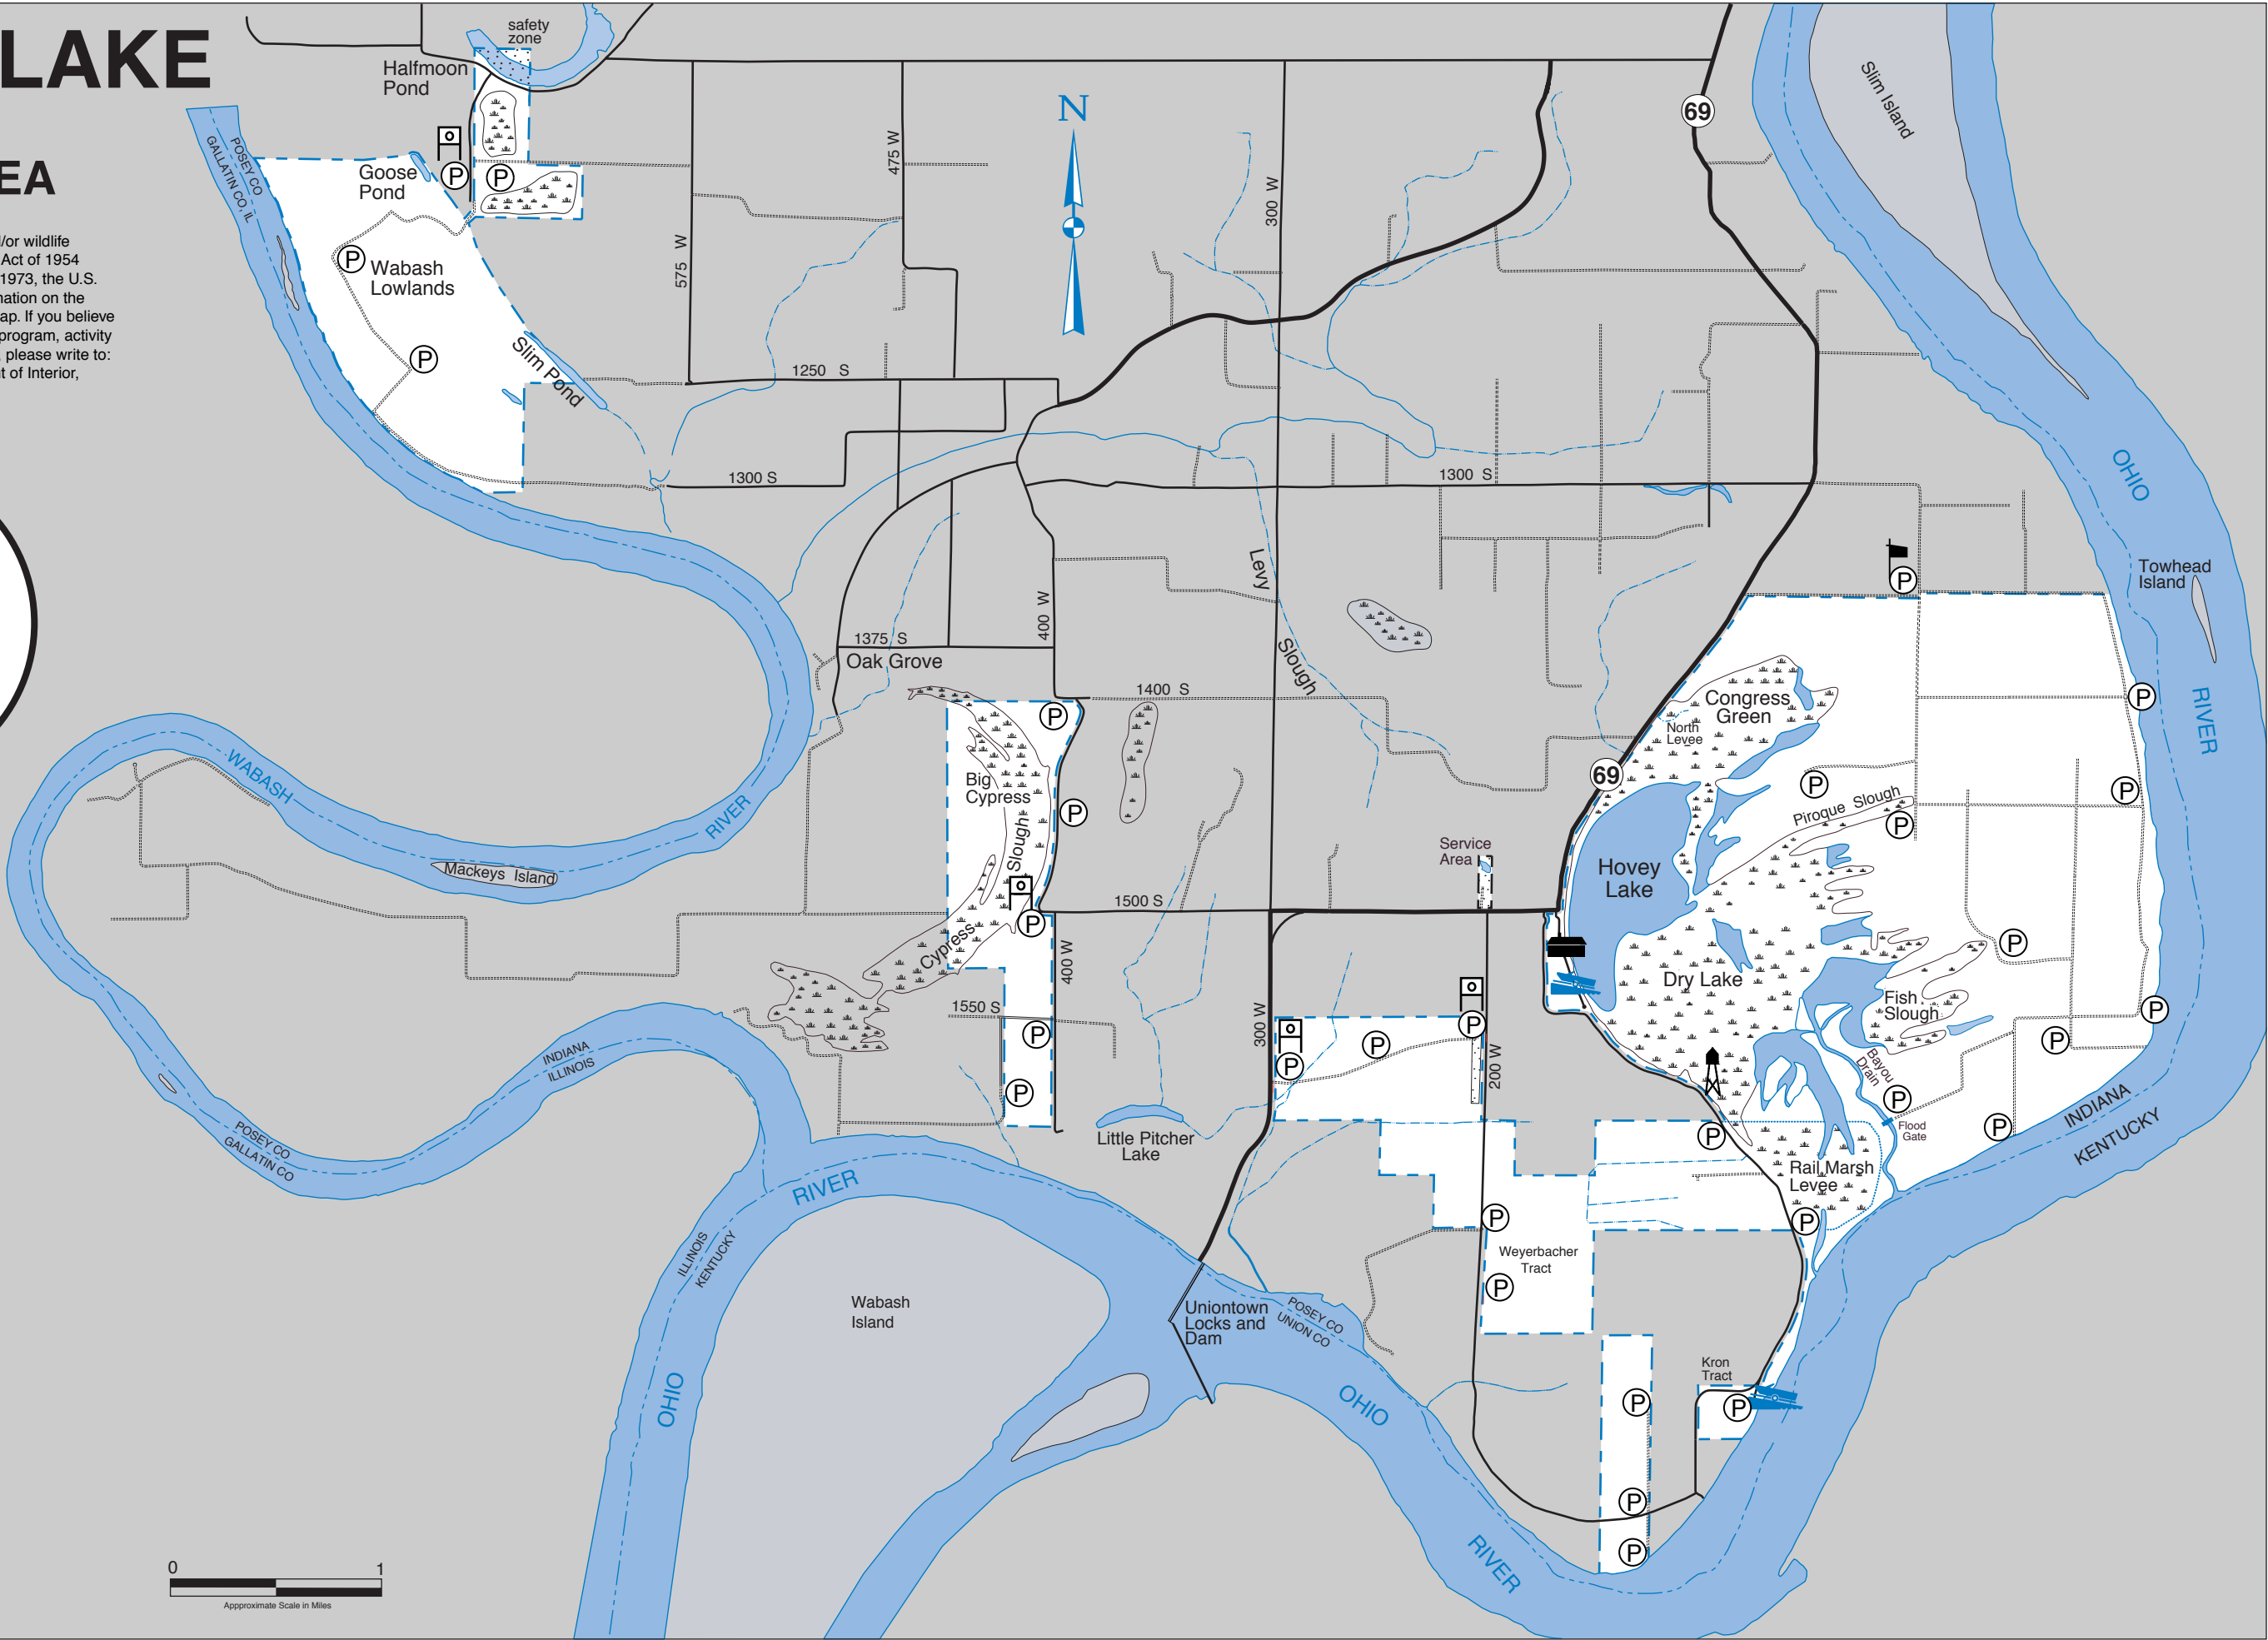 LAKE
EA
/or wildlife
Act of 1954
1973, the U.S.
nation on the
ap. If you believe
program, activity
, please write to:
t of Interior,
safety
zone
Halfmoon
Pond
Goose
Pond
POSEY CO
GALLATIN CO, IL
P
P
P
Wabash
Lowlands
P
Slim Pond
575 W
475 W
N
300 W
69
Slim Island
1250 S
1300 S
1300 S
OHIO
Towhead
Island
RIVER
Levy
Slough
400 W
1375 S
Oak Grove
1400 S
P
P
P
Big
Cypress
Slough
Congress
Green
North
Levee
69
P
P
P
Piroque Slough
P
WABASH
RIVER
Mackeys Island
Service
Area
Hovey
Lake
1500 S
P
Cypress
400 W
P
Dry Lake
Fish
Slough
1550 S
P
300 W
P
P
P
200 W
P
P
Bayou
Drain
P
P
P
Flood
Gate
INDIANA
KENTUCKY
INDIANA
ILLINOIS
POSEY CO
GALLATIN CO
Little Pitcher
Lake
P
Rail Marsh
Levee
P
RIVER
P
Weyerbacher
Tract
P
ILLINOIS
KENTUCKY
Wabash
Island
Uniontown
Locks and
Dam
POSEY CO
UNION CO
Kron
Tract
P
P
OHIO
OHIO
P
P
RIVER
0 1
Appproximate Scale in Miles